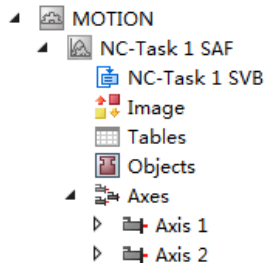 MOTION
NC-Task 1 SAF
NC-Task 1 SVB
Image
Tables
Objects
Axes
Axis 1
Axis 2